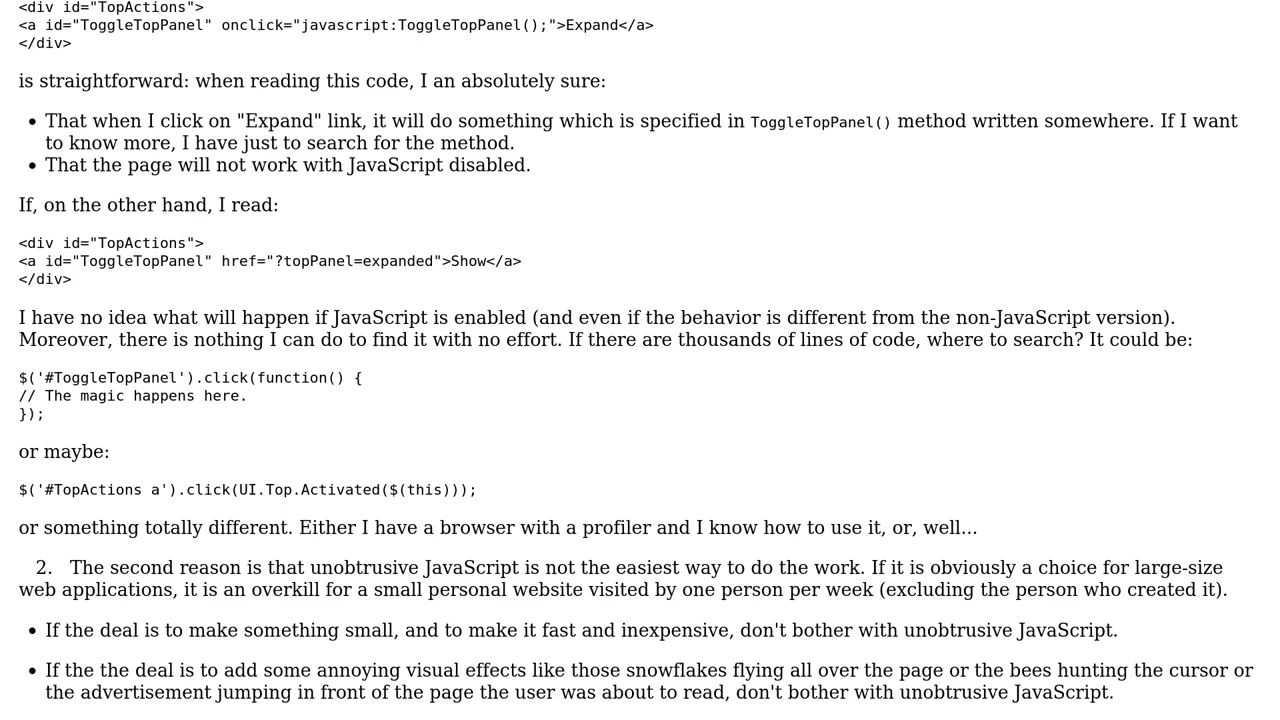 <div id="TopActions">
<a id="ToggleTopPanel" onclick="javascript:ToggleTopPanel();">Expand</a>
</div>
is straightforward: when reading this code, I an absolutely sure:
• That when I click on "Expand" link, it will do something which is specified in ToggleTopPanel() method written somewhere. If I want
to know more, I have just to search for the method.
• That the page will not work with JavaScript disabled.
If, on the other hand, I read:
<div id="TopActions">
<a id="ToggleTopPanel" href="?topPanel=expanded">Show</a>
</div>
I have no idea what will happen if JavaScript is enabled (and even if the behavior is different from the non-JavaScript version).
Moreover, there is nothing I can do to find it with no effort. If there are thousands of lines of code, where to search? It could be:
$('#ToggleTopPanel').click(function() {
// The magic happens here.
});
or maybe:
$('#TopActions a').click(UI.Top.Activated($(this)));
or something totally different. Either I have a browser with a profiler and I know how to use it, or, well...
2. The second reason is that unobtrusive JavaScript is not the easiest way to do the work. If it is obviously a choice for large-size
web applications, it is an overkill for a small personal website visited by one person per week (excluding the person who created it).
• If the deal is to make something small, and to make it fast and inexpensive, don't bother with unobtrusive JavaScript.
• If the the deal is to add some annoying visual effects like those snowflakes flying all over the page or the bees hunting the cursor or
the advertisement jumping in front of the page the user was about to read, don't bother with unobtrusive JavaScript.